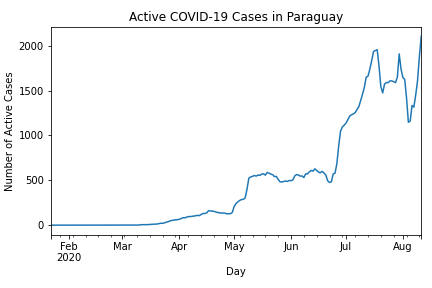 Active COVID-19 Cases in Paraguay
Number of Active Cases
2000
1500
1000
500
0
Feb Mar Apr May Jun Jul Aug
2020
Day